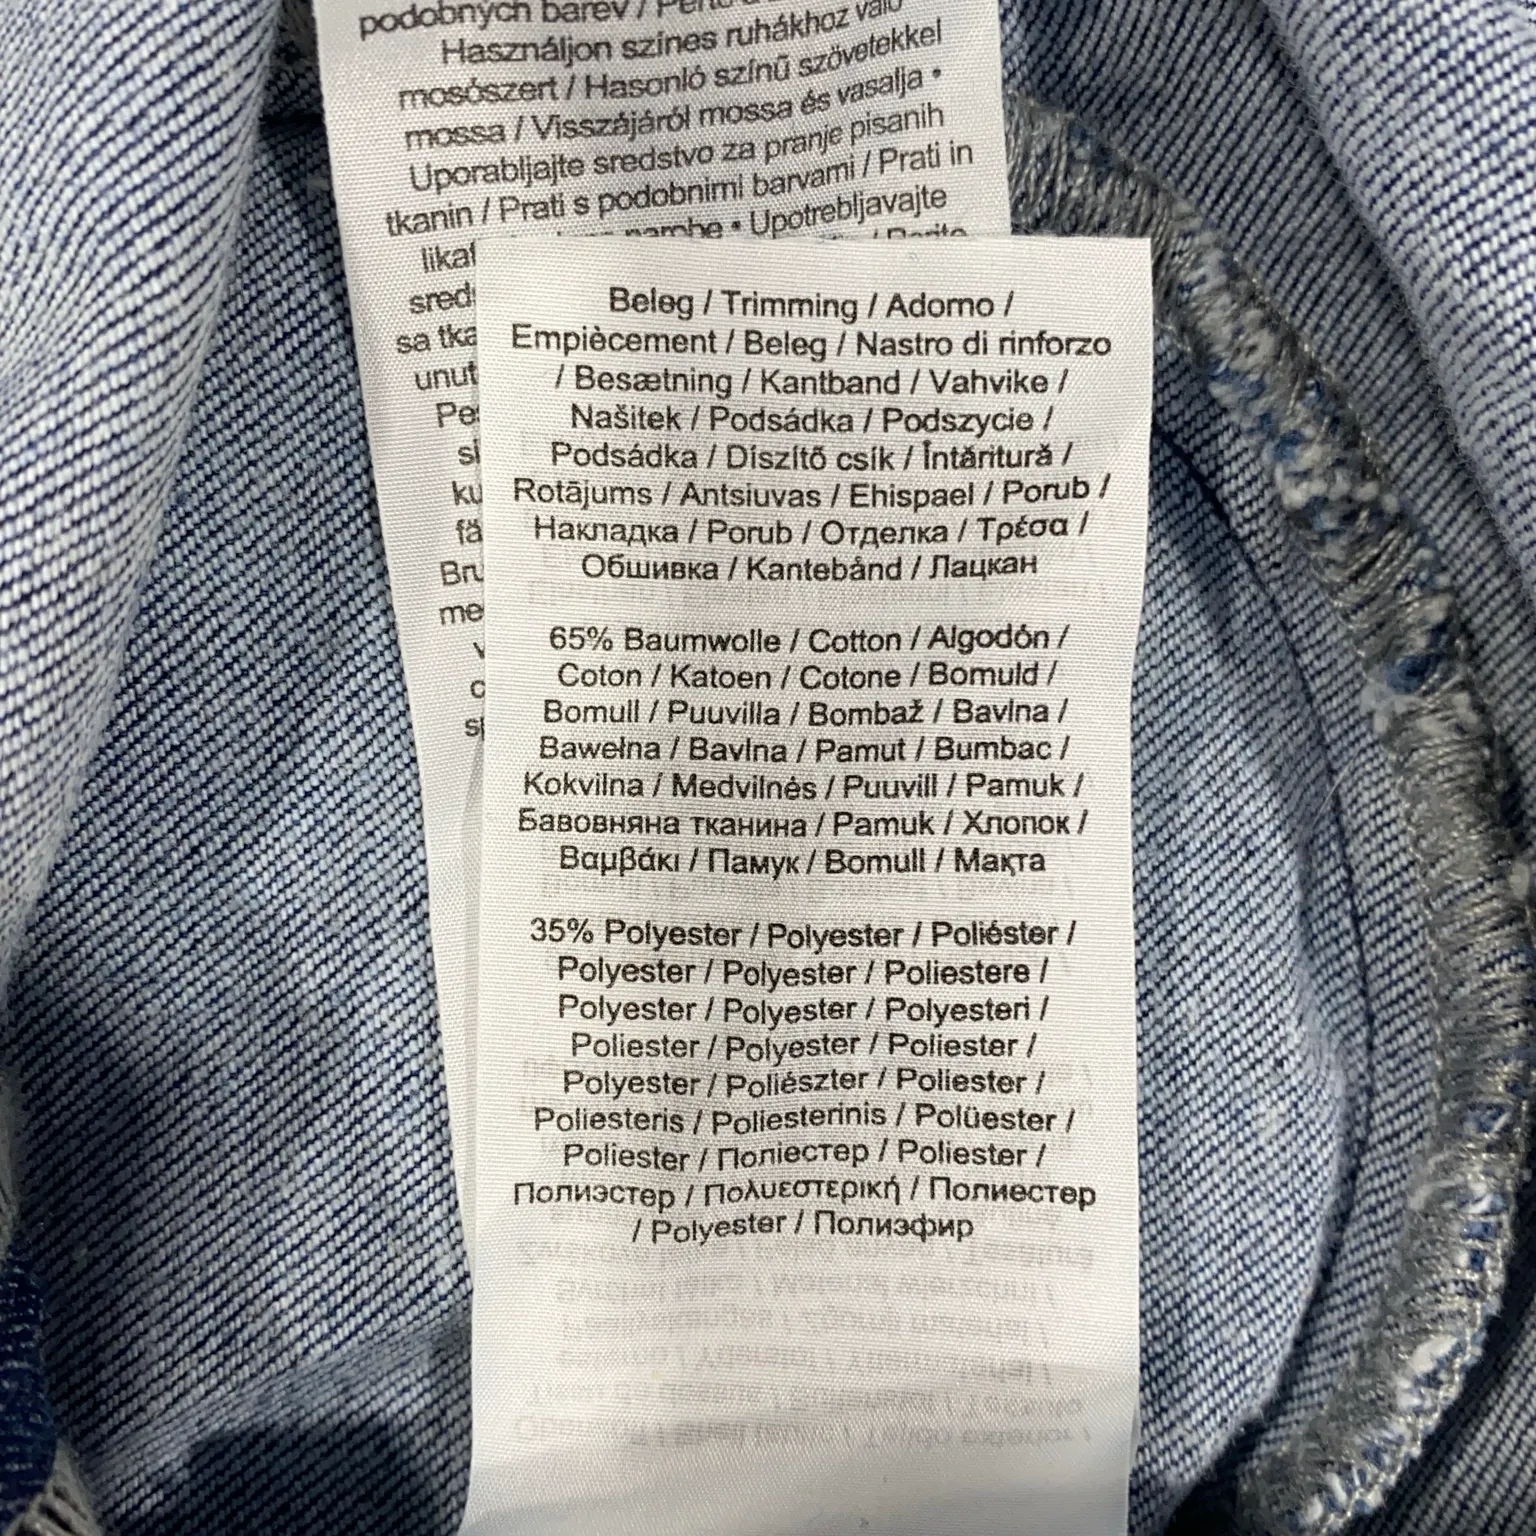 podobných barev /
Használjon színes ruhákhoz való
mosószert / Hasonló színű szövetekkel
mossa / Visszájáról mossa és vasalja •
Uporabljajte sredstvo za pranje pisanih
tkanin / Prati s podobnimi barvami / Prati in
• Upotrebljavajte
sa tka
Beleg / Trimming / Adorno /
Empiècement / Beleg / Nastro di rinforzo
/ Besætning / Kantband / Vahvike /
Našitek / Podsádka / Podszycie /
Podsádka / Díszítő csík / Întăritură /
Rotājums / Antsiuvas / Ehispael / Porub /
Накладка / Porub / Отделка / Τρέσα /
Обшивка / Kantebånd / Лацкан
65% Baumwolle / Cotton / Algodón /
Coton / Katoen / Cotone / Bomuld /
Bomull / Puuvilla / Bombaž / Bavlna /
Bawełna / Bavlna / Pamut / Bumbac /
Kokvilna / Medvilnės / Puuvill / Pamuk /
Бавовняна тканина / Pamuk / Хлопок /
Βαμβάκι / Памук / Bomull / Мақта
35% Polyester / Polyester / Poliéster /
Polyester / Polyester / Poliestere /
Polyester / Polyester / Polyesteri /
Poliester / Polyester / Poliester /
Polyester / Poliészter / Poliester /
Poliesteris / Poliesterinis / Polüester /
Poliester / Поліестер / Poliester /
Полиэстер / Πολυεστερική / Полиестер
/ Polyester / Полиэфир